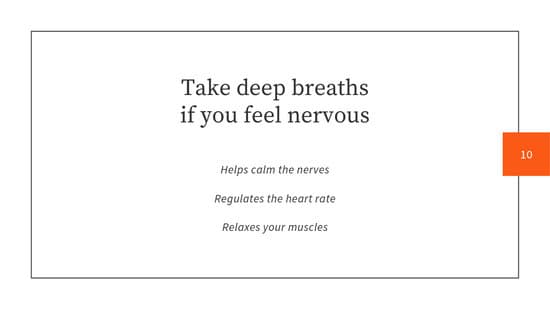 Take deep breaths
if you feel nervous
10
Helps calm the nerves
Regulates the heart rate
Relaxes your muscles